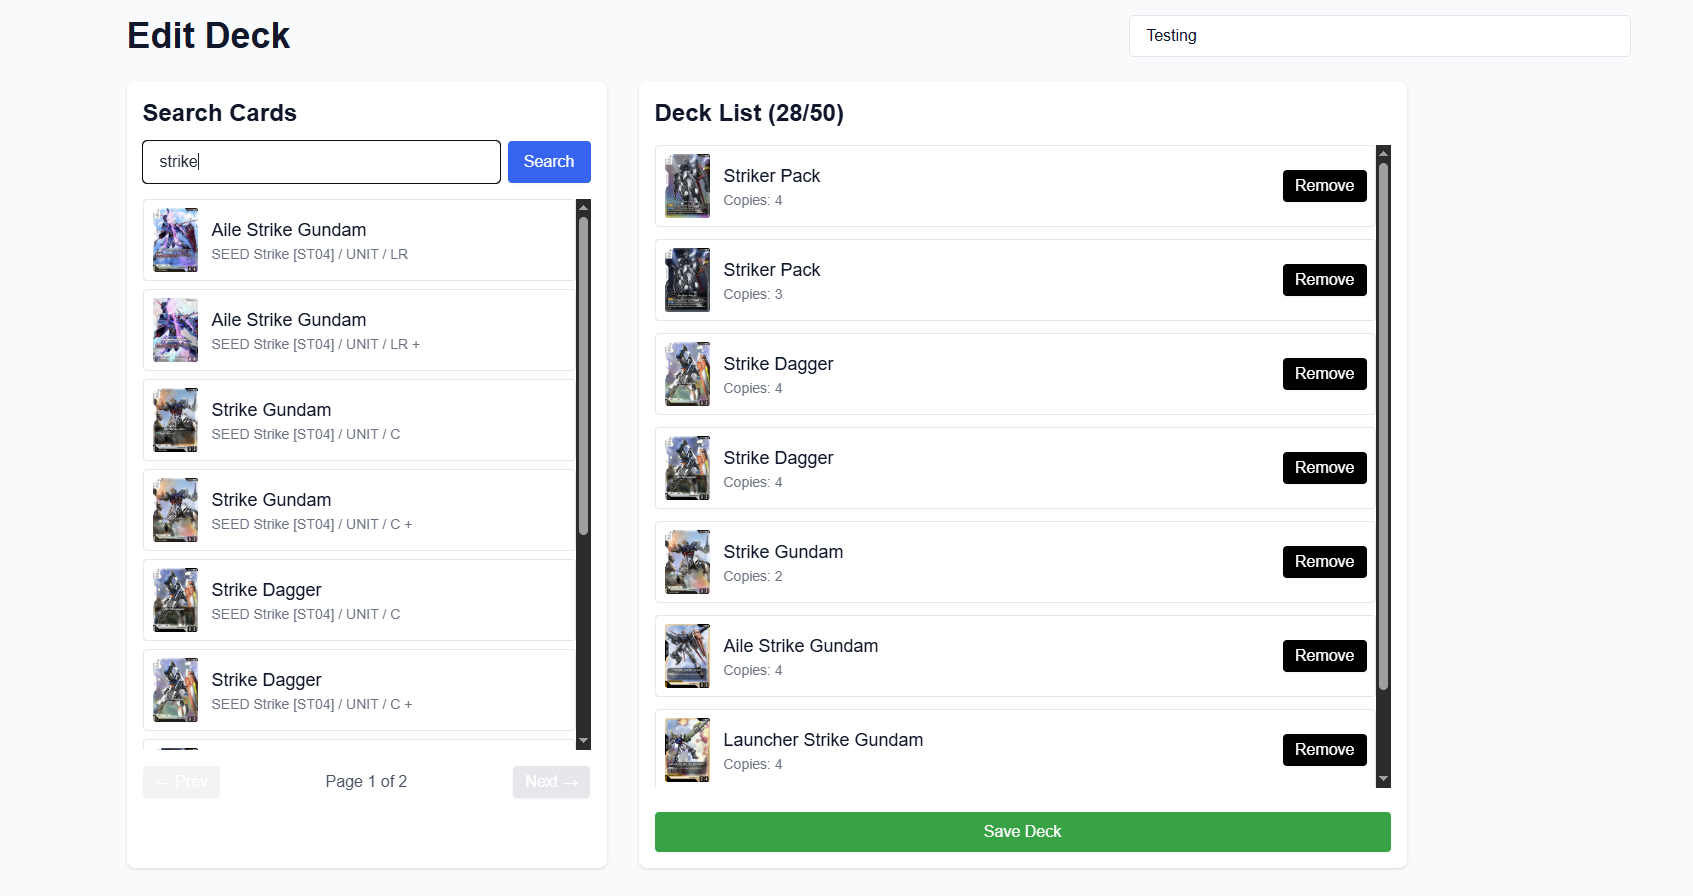 Edit Deck
Testing
Search Cards
strike
Search
Aile Strike Gundam
SEED Strike [ST04] / UNIT / LR
Aile Strike Gundam
SEED Strike [ST04] / UNIT / LR +
Strike Gundam
SEED Strike [ST04] / UNIT / C
Strike Gundam
SEED Strike [ST04] / UNIT / C +
Strike Dagger
SEED Strike [ST04] / UNIT / C
Strike Dagger
SEED Strike [ST04] / UNIT / C +
← Prev
Page 1 of 2
Next →
Deck List (28/50)
Striker Pack
Copies: 4
Remove
Striker Pack
Copies: 3
Remove
Strike Dagger
Copies: 4
Remove
Strike Dagger
Copies: 4
Remove
Strike Gundam
Copies: 2
Remove
Aile Strike Gundam
Copies: 4
Remove
Launcher Strike Gundam
Copies: 4
Remove
Save Deck